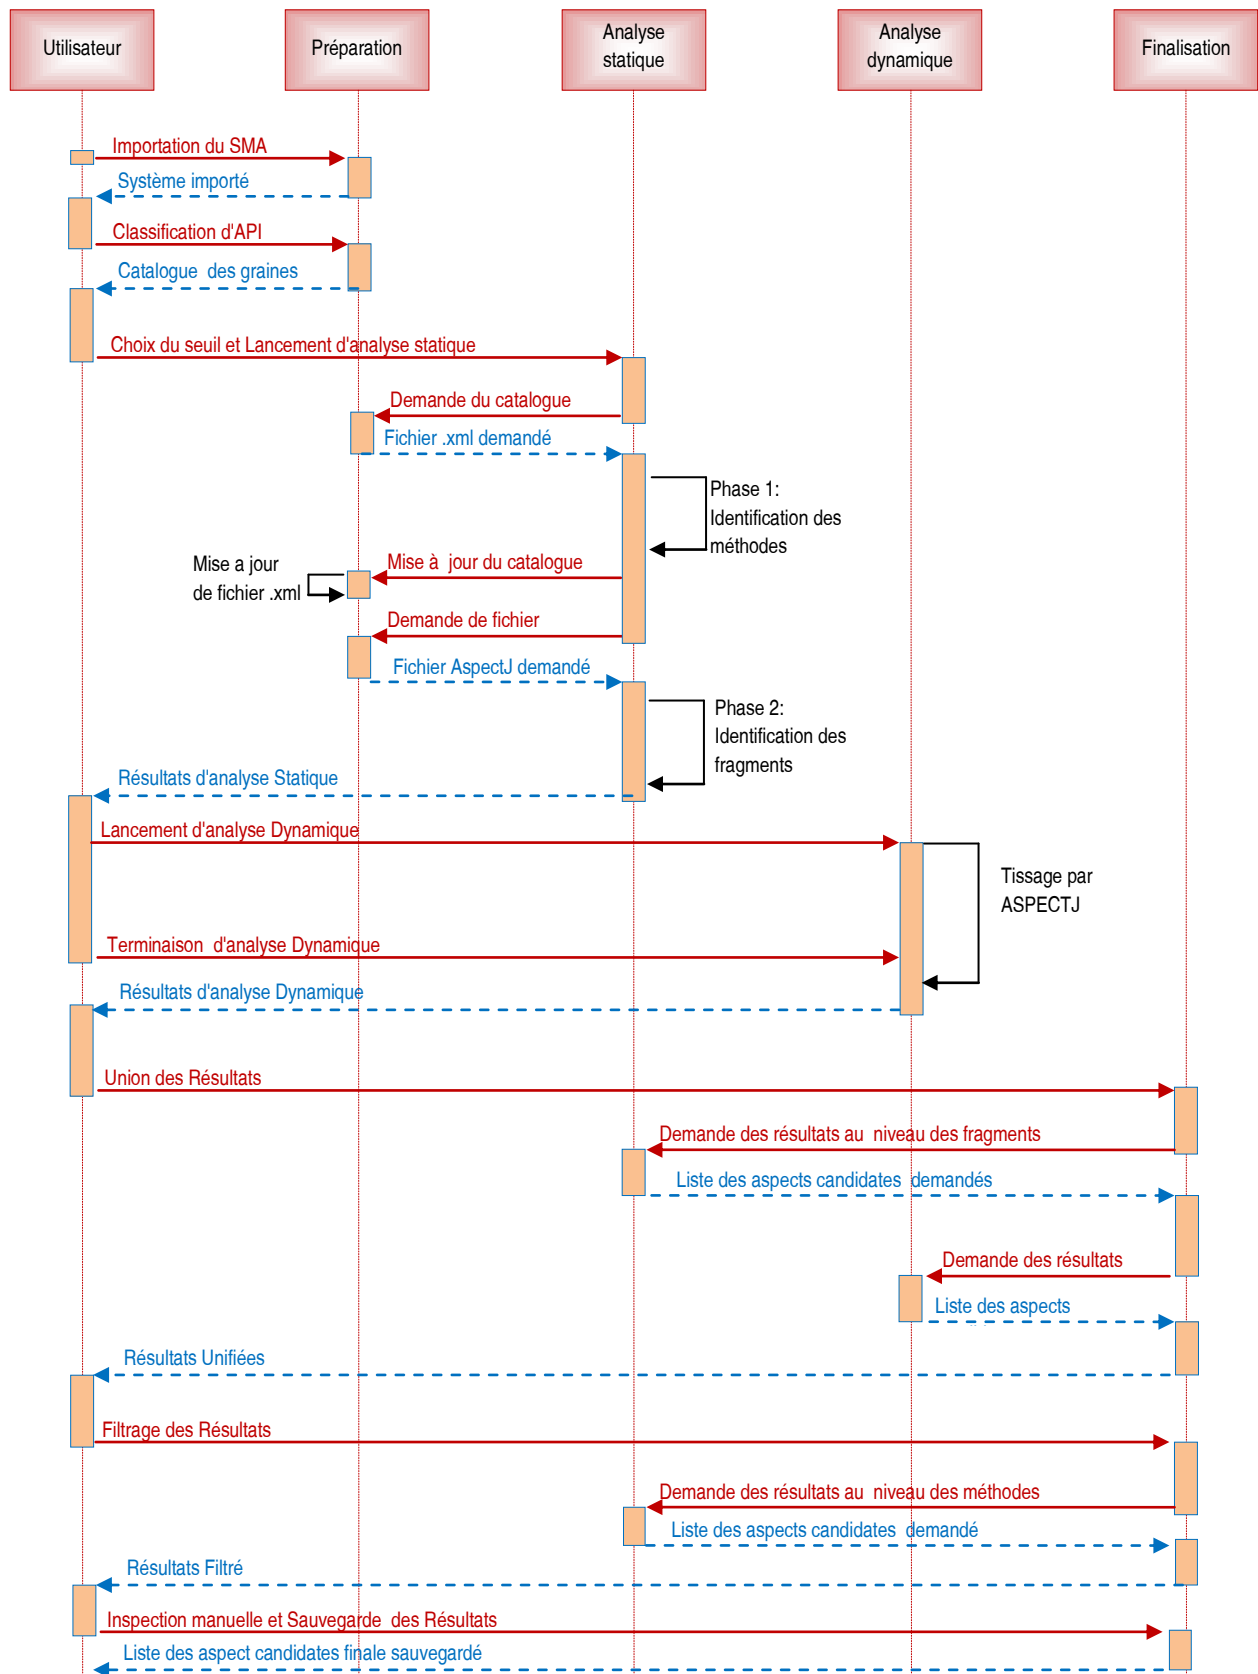 Utilisateur
Préparation
Analyse
statique
Analyse
dynamique
Finalisation
Importation du SMA
Système importé
Classification d'API
Catalogue des graines
Choix du seuil et Lancement d'analyse statique
Demande du catalogue
Fichier .xml demandé
Phase 1:
Identification des
méthodes
Mise a jour
de fichier .xml
Mise à jour du catalogue
Demande de fichier
Fichier AspectJ demandé
Phase 2:
Identification des
fragments
Résultats d'analyse Statique
Lancement d'analyse Dynamique
Tissage par
ASPECTJ
Terminaison d'analyse Dynamique
Résultats d'analyse Dynamique
Union des Résultats
Demande des résultats au niveau des fragments
Liste des aspects candidates demandés
Demande des résultats
Liste des aspects
Résultats Unifiées
Filtrage des Résultats
Demande des résultats au niveau des méthodes
Liste des aspects candidates demandé
Résultats Filtré
Inspection manuelle et Sauvegarde des Résultats
Liste des aspect candidates finale sauvegardé